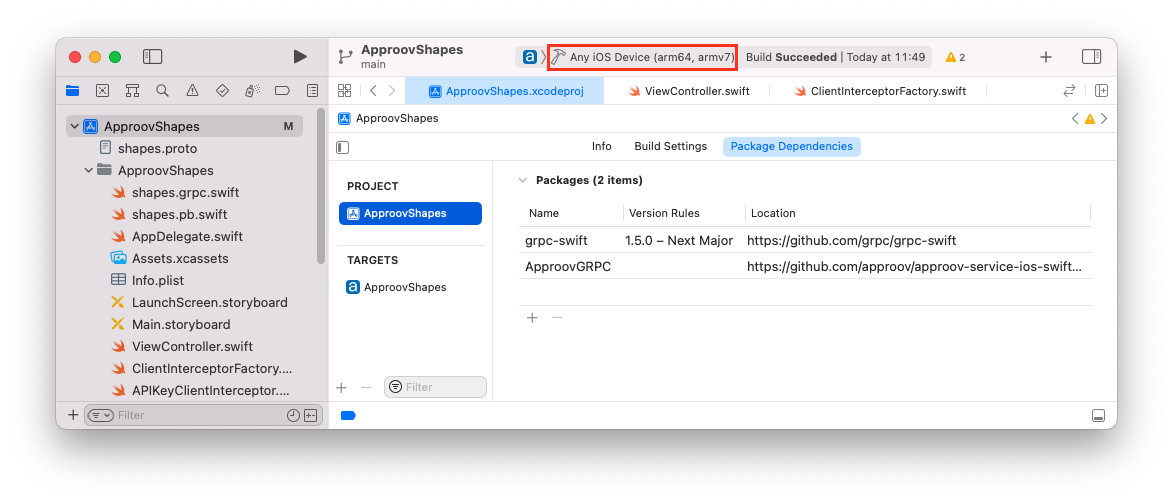 ApproovShapes
main
a
Any iOS Device (arm64, armv7)
Build Succeeded | Today at 11:49
2
ApproovShapes.xcodeproj
ViewController.swift
ClientInterceptorFactory.swift
ApproovShapes M
shapes.proto
ApproovShapes
shapes.grpc.swift
shapes.pb.swift
AppDelegate.swift
Assets.xcassets
Info.plist
LaunchScreen.storyboard
Main.storyboard
ViewController.swift
ClientInterceptorFactory....
APIKeyClientInterceptor....
Filter
ApproovShapes
Info Build Settings Package Dependencies
PROJECT
ApproovShapes
TARGETS
a ApproovShapes
Filter
Packages (2 items)
Name Version Rules Location
grpc-swift 1.5.0 – Next Major https://github.com/grpc/grpc-swift
ApproovGRPC https://github.com/approov/approov-service-ios-swift...